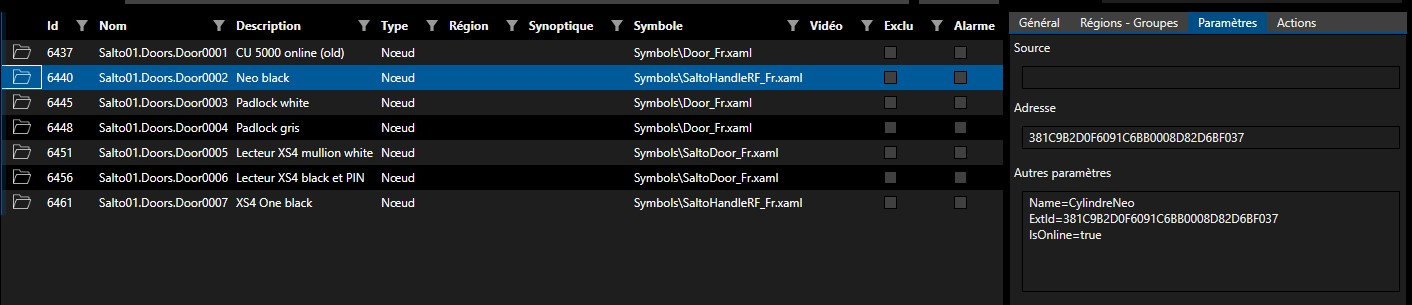 Id Nom Description Type Région Synoptique Symbole Vidéo Exclu Alarme
6437 Salto01.Doors.Door0001 CU 5000 online (old) Nœud Symbols\Door_Fr.xaml
6440 Salto01.Doors.Door0002 Neo black Nœud Symbols\SaltoHandleRF_Fr.xaml
6445 Salto01.Doors.Door0003 Padlock white Nœud Symbols\Door_Fr.xaml
6448 Salto01.Doors.Door0004 Padlock gris Nœud Symbols\Door_Fr.xaml
6451 Salto01.Doors.Door0005 Lecteur XS4 mullion white Nœud Symbols\SaltoDoor_Fr.xaml
6456 Salto01.Doors.Door0006 Lecteur XS4 black et PIN Nœud Symbols\SaltoDoor_Fr.xaml
6461 Salto01.Doors.Door0007 XS4 One black Nœud Symbols\SaltoHandleRF_Fr.xaml
Général Régions - Groupes Paramètres Actions
Source
Adresse
381C9B2D0F6091C6BB0008D82D6BF037
Autres paramètres
Name=CylindreNeo
ExtId=381C9B2D0F6091C6BB0008D82D6BF037
IsOnline=true